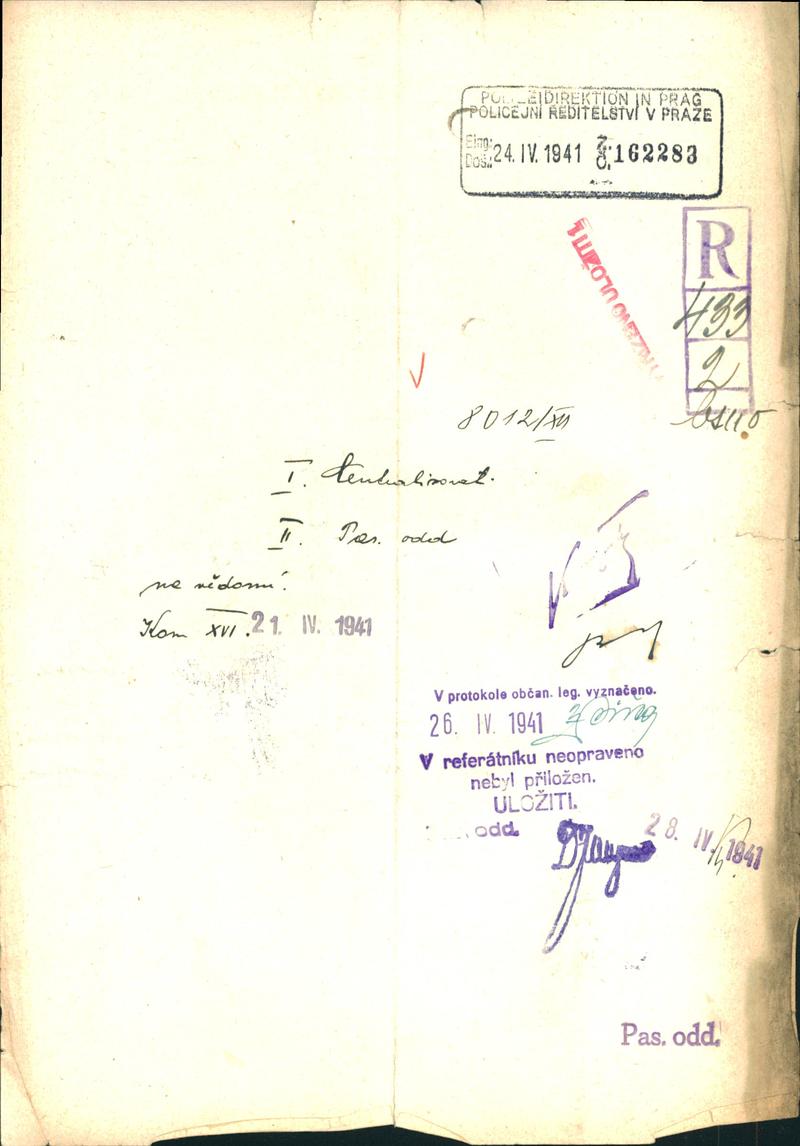 POLIZEIDIREKTION IN PRAG
POLICEJNÍ ŘEDITELSTVÍ V PRAZE
Eing.:
Doš.: 24. IV. 1941 162283
R
433
2
8012/XVI
I. Centralisovat.
II. Pas. odd
na vědomí.
Kom XVI. 21. IV. 1941
V protokole občan. leg. vyznačeno.
26. IV. 1941
V referátníku neopraveno
nebyl přiložen.
ULOŽITI.
odd.
28. IV. 1941
Pas. odd.